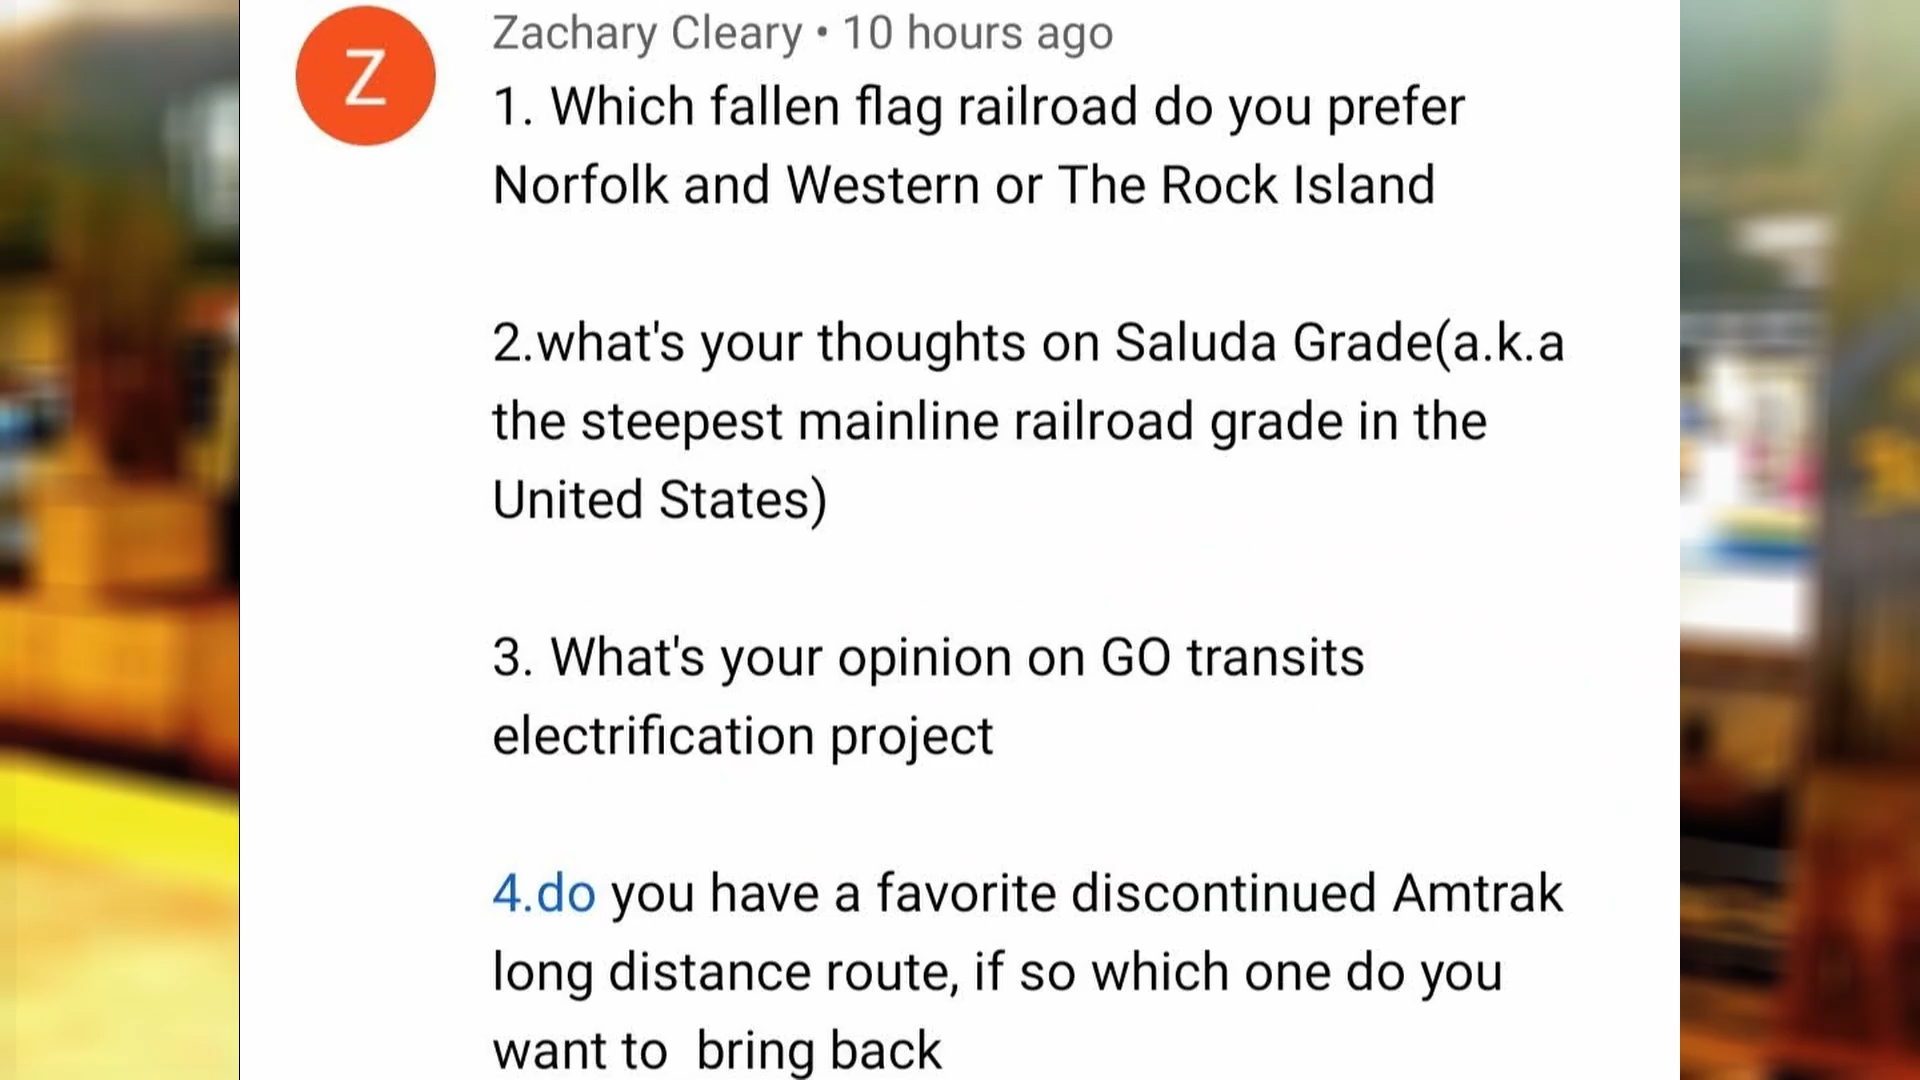 Z
Zachary Cleary • 10 hours ago
1. Which fallen flag railroad do you prefer
Norfolk and Western or The Rock Island
2.what's your thoughts on Saluda Grade(a.k.a
the steepest mainline railroad grade in the
United States)
3. What's your opinion on GO transits
electrification project
4.do you have a favorite discontinued Amtrak
long distance route, if so which one do you
want to  bring back